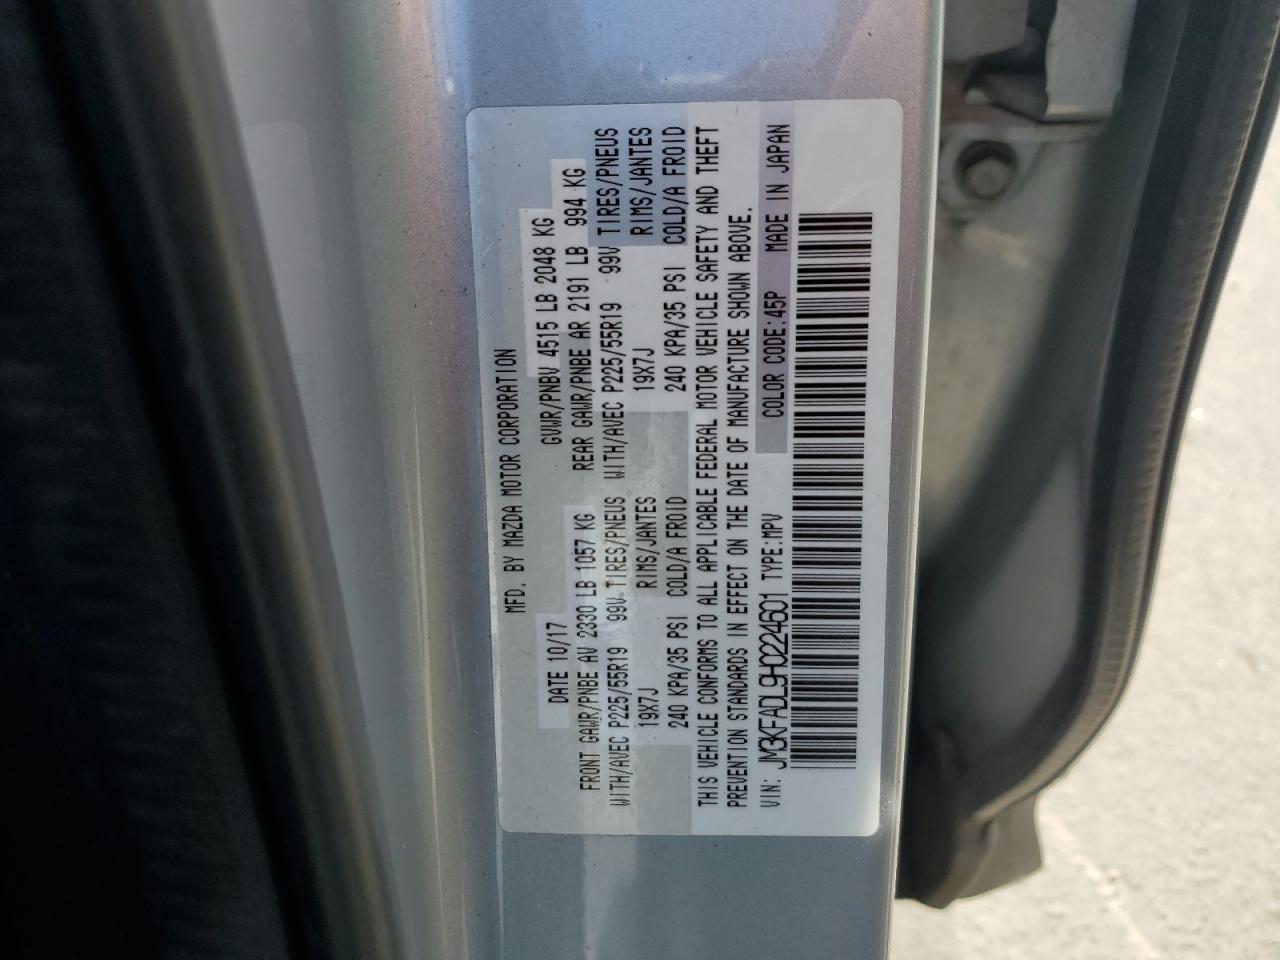 MFD. BY MAZDA MOTOR CORPORATION
DATE 10/17 GVWR/PNBV 4515 LB 2048 KG
FRONT GAWR/PNBE AV 2330 LB 1057 KG REAR GAWR/PNBE AR 2191 LB 994 KG
WITH/AVEC P225/55R19 99V TIRES/PNEUS WITH/AVEC P225/55R19 99V TIRES/PNEUS
19X7J RIMS/JANTES 19X7J RIMS/JANTES
240 KPA/35 PSI COLD/A FROID 240 KPA/35 PSI COLD/A FROID
THIS VEHICLE CONFORMS TO ALL APPLICABLE FEDERAL MOTOR VEHICLE SAFETY AND THEFT
PREVENTION STANDARDS IN EFFECT ON THE DATE OF MANUFACTURE SHOWN ABOVE.
VIN: JM3KFADL9H0224601 TYPE:MPV COLOR CODE:45P MADE IN JAPAN